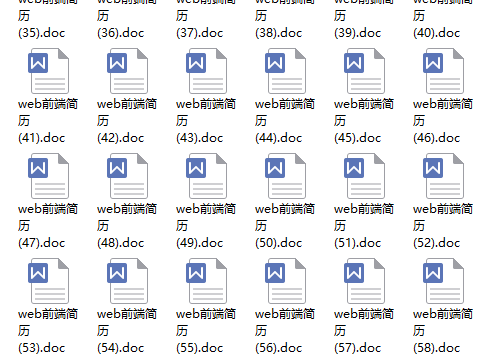 web前端简 web前端简 web前端简 web前端简 web前端简 web前端简
历 历 历 历 历 历
(35).doc (36).doc (37).doc (38).doc (39).doc (40).doc
web前端简 web前端简 web前端简 web前端简 web前端简 web前端简
历 历 历 历 历 历
(41).doc (42).doc (43).doc (44).doc (45).doc (46).doc
web前端简 web前端简 web前端简 web前端简 web前端简 web前端简
历 历 历 历 历 历
(47).doc (48).doc (49).doc (50).doc (51).doc (52).doc
web前端简 web前端简 web前端简 web前端简 web前端简 web前端简
历 历 历 历 历 历
(53).doc (54).doc (55).doc (56).doc (57).doc (58).doc